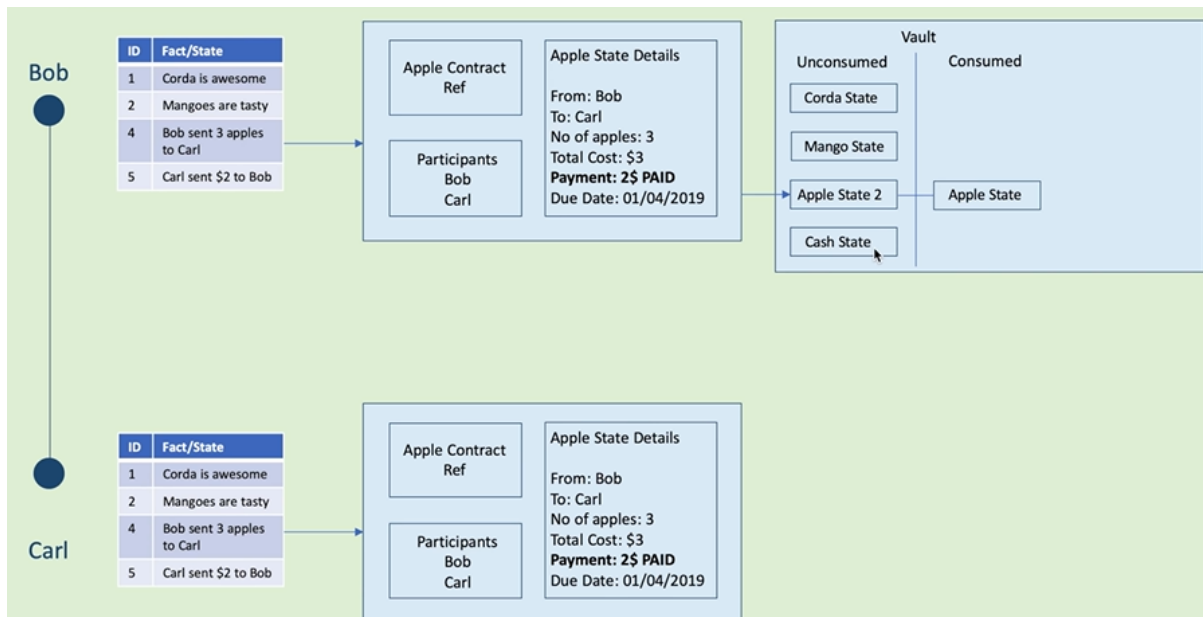 Bob
ID Fact/State
1 Corda is awesome
2 Mangoes are tasty
4 Bob sent 3 apples
to Carl
5 Carl sent $2 to Bob
Apple Contract
Ref
Participants
Bob
Carl
Apple State Details
From: Bob
To: Carl
No of apples: 3
Total Cost: $3
Payment: 2$ PAID
Due Date: 01/04/2019
Vault
Unconsumed Consumed
Corda State
Mango State
Apple State 2 Apple State
Cash State
Carl
ID Fact/State
1 Corda is awesome
2 Mangoes are tasty
4 Bob sent 3 apples
to Carl
5 Carl sent $2 to Bob
Apple Contract
Ref
Participants
Bob
Carl
Apple State Details
From: Bob
To: Carl
No of apples: 3
Total Cost: $3
Payment: 2$ PAID
Due Date: 01/04/2019